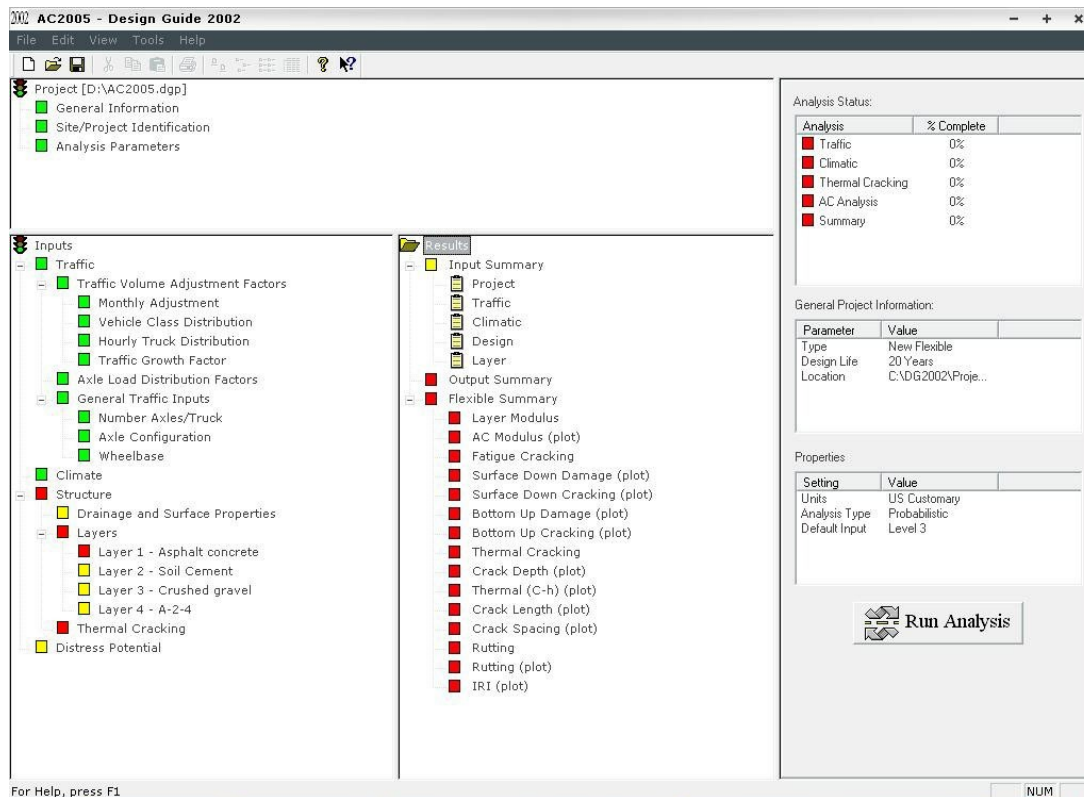 2002 AC2005 - Design Guide 2002
File Edit View Tools Help
Project [D:\AC2005.dgp]
General Information
Site/Project Identification
Analysis Parameters
Inputs
Traffic
Traffic Volume Adjustment Factors
Monthly Adjustment
Vehicle Class Distribution
Hourly Truck Distribution
Traffic Growth Factor
Axle Load Distribution Factors
General Traffic Inputs
Number Axles/Truck
Axle Configuration
Wheelbase
Climate
Structure
Drainage and Surface Properties
Layers
Layer 1 - Asphalt concrete
Layer 2 - Soil Cement
Layer 3 - Crushed gravel
Layer 4 - A-2-4
Thermal Cracking
Distress Potential
Results
Input Summary
Project
Traffic
Climatic
Design
Layer
Output Summary
Flexible Summary
Layer Modulus
AC Modulus (plot)
Fatigue Cracking
Surface Down Damage (plot)
Surface Down Cracking (plot)
Bottom Up Damage (plot)
Bottom Up Cracking (plot)
Thermal Cracking
Crack Depth (plot)
Thermal (C-h) (plot)
Crack Length (plot)
Crack Spacing (plot)
Rutting
Rutting (plot)
IRI (plot)
Analysis Status:
Analysis % Complete
Traffic 0%
Climatic 0%
Thermal Cracking 0%
AC Analysis 0%
Summary 0%
General Project Information:
Parameter Value
Type New Flexible
Design Life 20 Years
Location C:\DG2002\Proje...
Properties
Setting Value
Units US Customary
Analysis Type Probabilistic
Default Input Level 3
Run Analysis
For Help, press F1
NUM